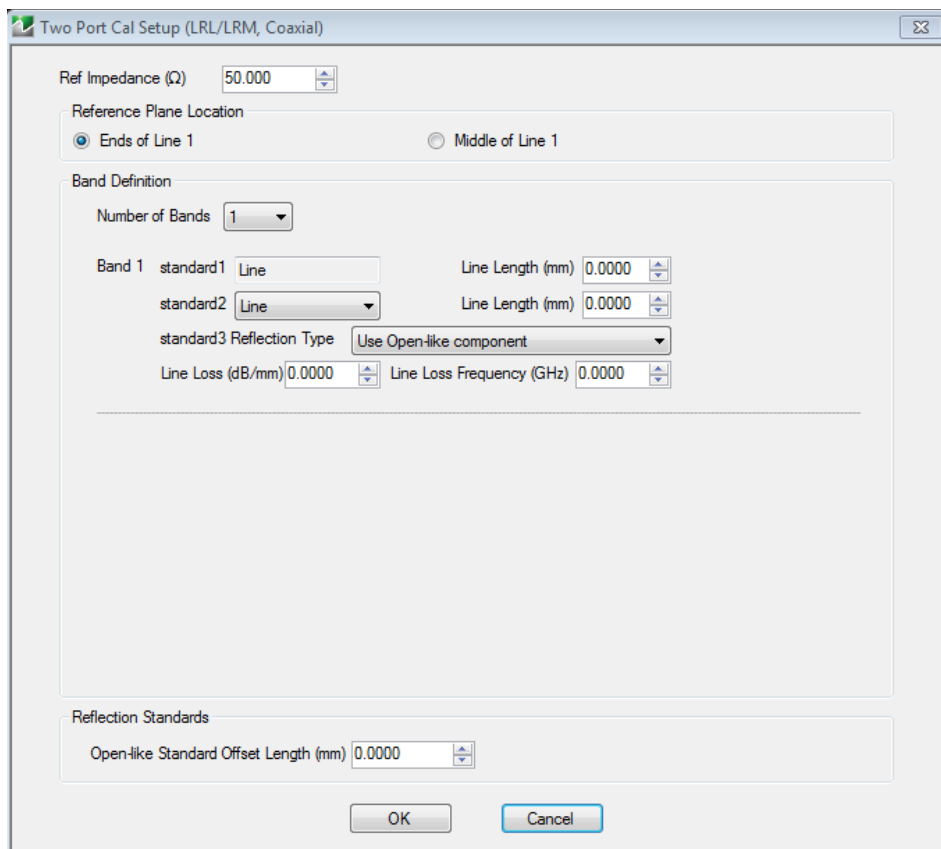 Two Port Cal Setup (LRL/LRM, Coaxial)
Ref Impedance (Ω) 50.000
Reference Plane Location
Ends of Line 1 Middle of Line 1
Band Definition
Number of Bands 1
Band 1 standard1 Line Line Length (mm) 0.0000
standard2 Line Line Length (mm) 0.0000
standard3 Reflection Type Use Open-like component
Line Loss (dB/mm) 0.0000 Line Loss Frequency (GHz) 0.0000
Reflection Standards
Open-like Standard Offset Length (mm) 0.0000
OK Cancel